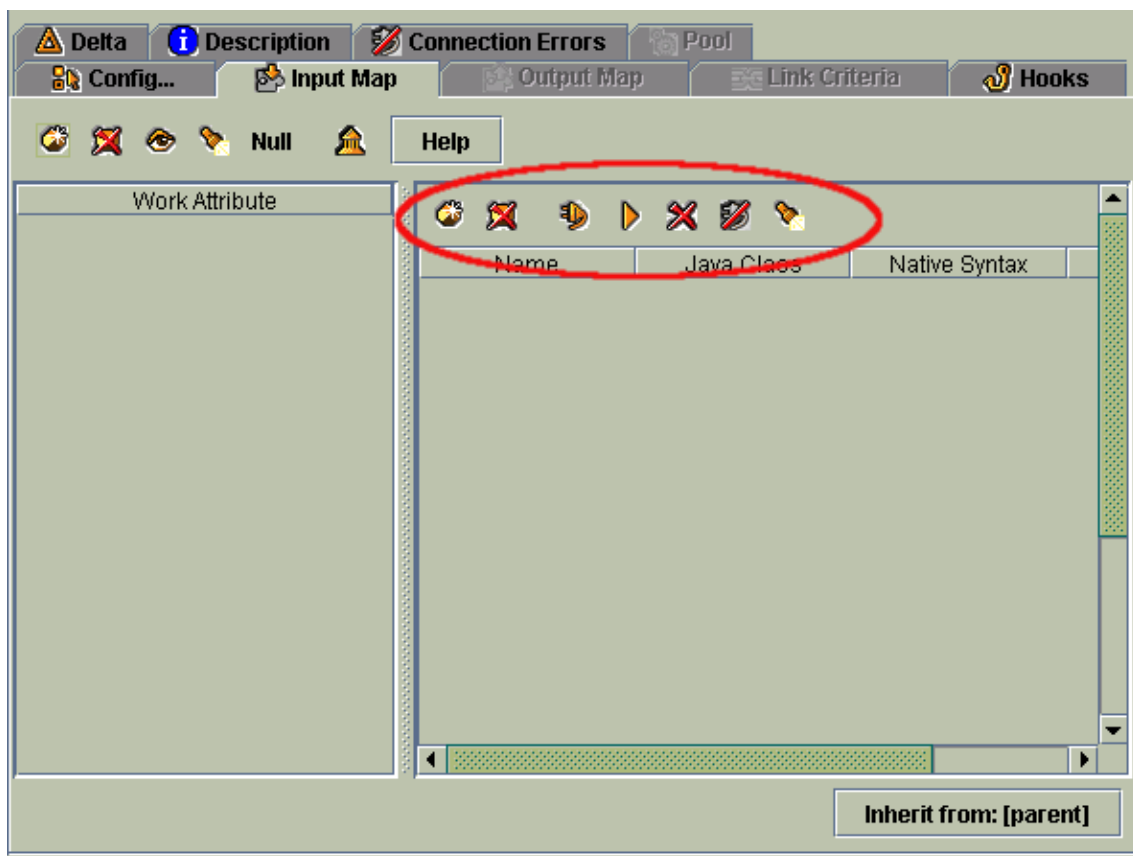 Delta Description Connection Errors Pool
Config... Input Map Output Map Link Criteria Hooks
Null Help
Work Attribute
Name Java Class Native Syntax
Inherit from: [parent]